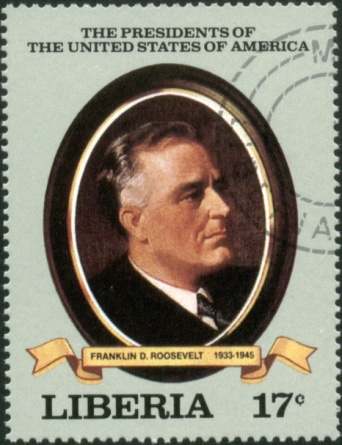 THE PRESIDENTS OF
THE UNITED STATES OF AMERICA
FRANKLIN D. ROOSEVELT 1933-1945
LIBERIA 17¢